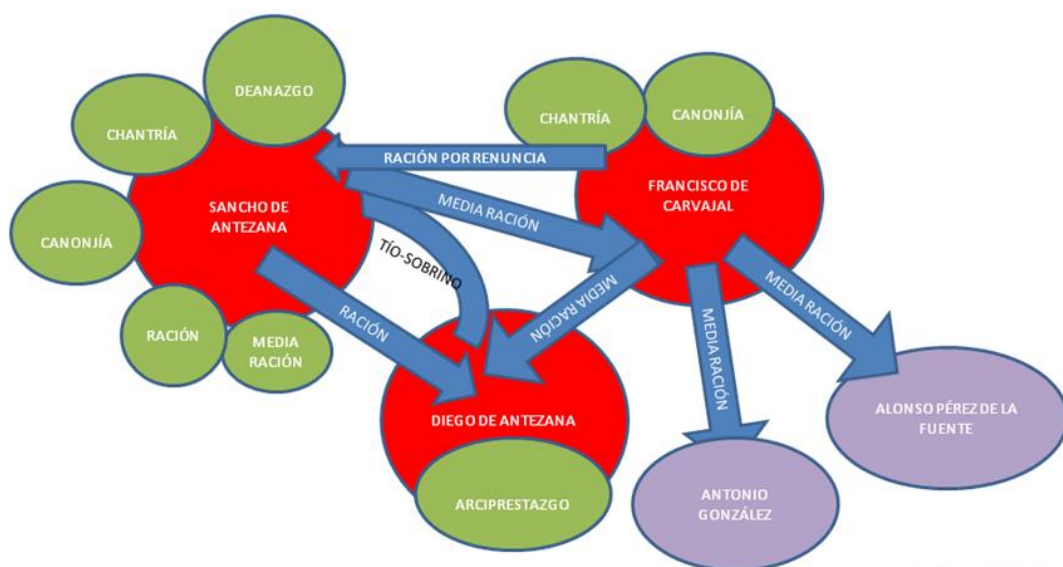 DEANAZGO
CHANTRÍA
CANONJÍA
CHANTRÍA
RACIÓN POR RENUNCIA
FRANCISCO DE
CARVAJAL
SANCHO DE
ANTEZANA
MEDIA RACIÓN
CANONJÍA
TÍO-SOBRINO
MEDIA RACIÓN
MEDIA RACIÓN
RACIÓN
MEDIA RACIÓN
RACIÓN
MEDIA
RACIÓN
DIEGO DE ANTEZANA
ALONSO PÉREZ DE LA
FUENTE
ARCIPRESTAZGO
ANTONIO
GONZÁLEZ